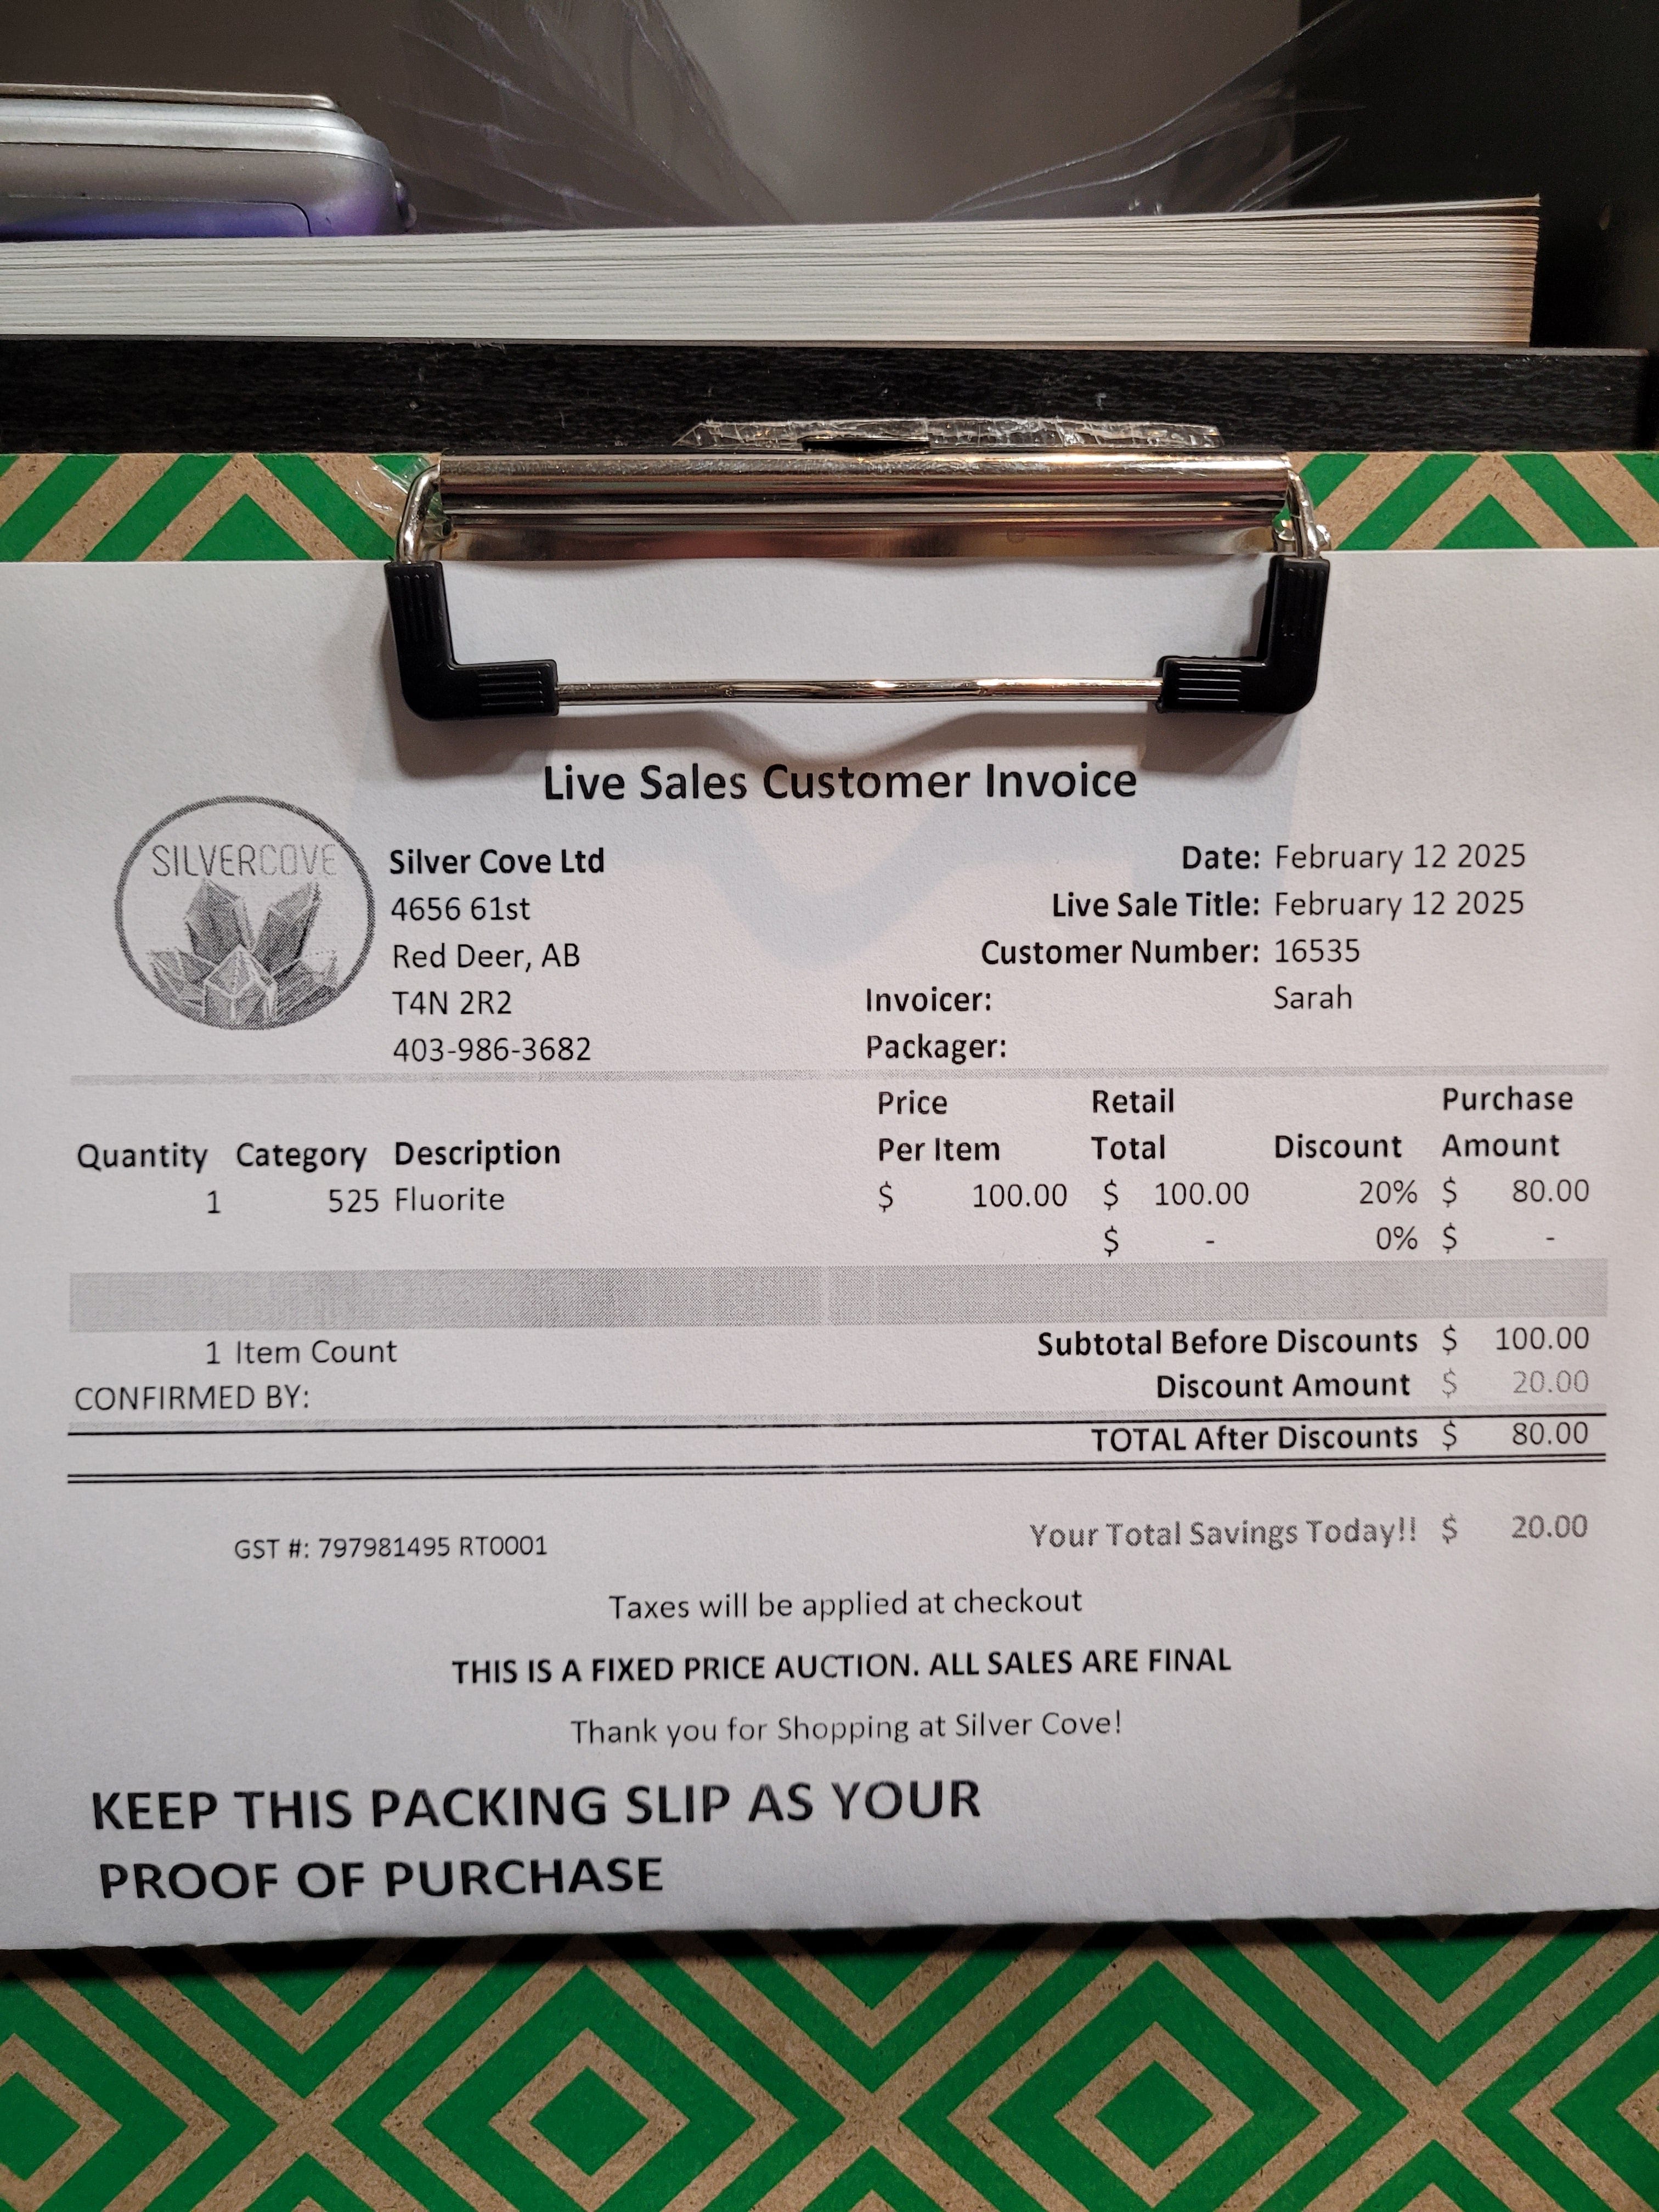 Live Sales Customer Invoice
SILVERCOVE
Silver Cove Ltd
4656 61st
Red Deer, AB
T4N 2R2
403-986-3682
Date: February 12 2025
Live Sale Title: February 12 2025
Customer Number: 16535
Invoicer: Sarah
Packager:
Quantity Category Description Price Per Item Retail Total Discount Purchase Amount
1 525 Fluorite $ 100.00 $ 100.00 20% $ 80.00
$ - 0% $ -
1 Item Count
Subtotal Before Discounts $ 100.00
CONFIRMED BY:
Discount Amount $ 20.00
TOTAL After Discounts $ 80.00
GST #: 797981495 RT0001
Your Total Savings Today!! $ 20.00
Taxes will be applied at checkout
THIS IS A FIXED PRICE AUCTION. ALL SALES ARE FINAL
Thank you for Shopping at Silver Cove!
KEEP THIS PACKING SLIP AS YOUR
PROOF OF PURCHASE